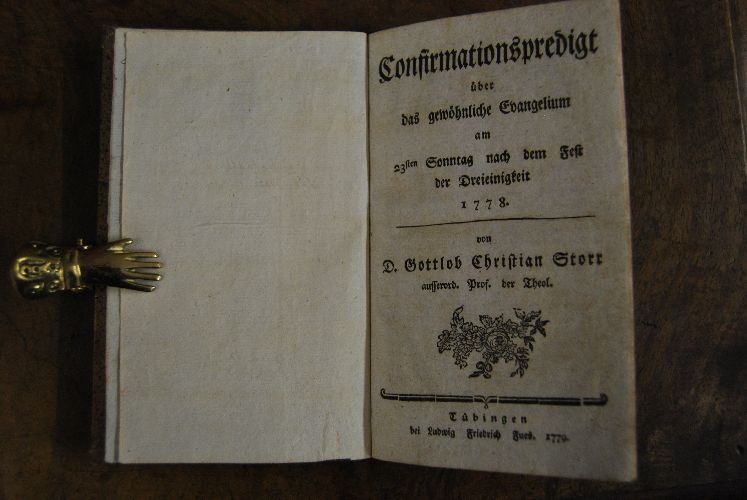 Confirmationspredigt
über
das gewöhnliche Evangelium
am
23sten Sonntag nach dem Fest
der Dreieinigkeit
1778.
von
D. Gottlob Christian Storr
ausserord. Prof. der Theol.
Tübingen
bei Ludwig Friedrich Fues. 1779.